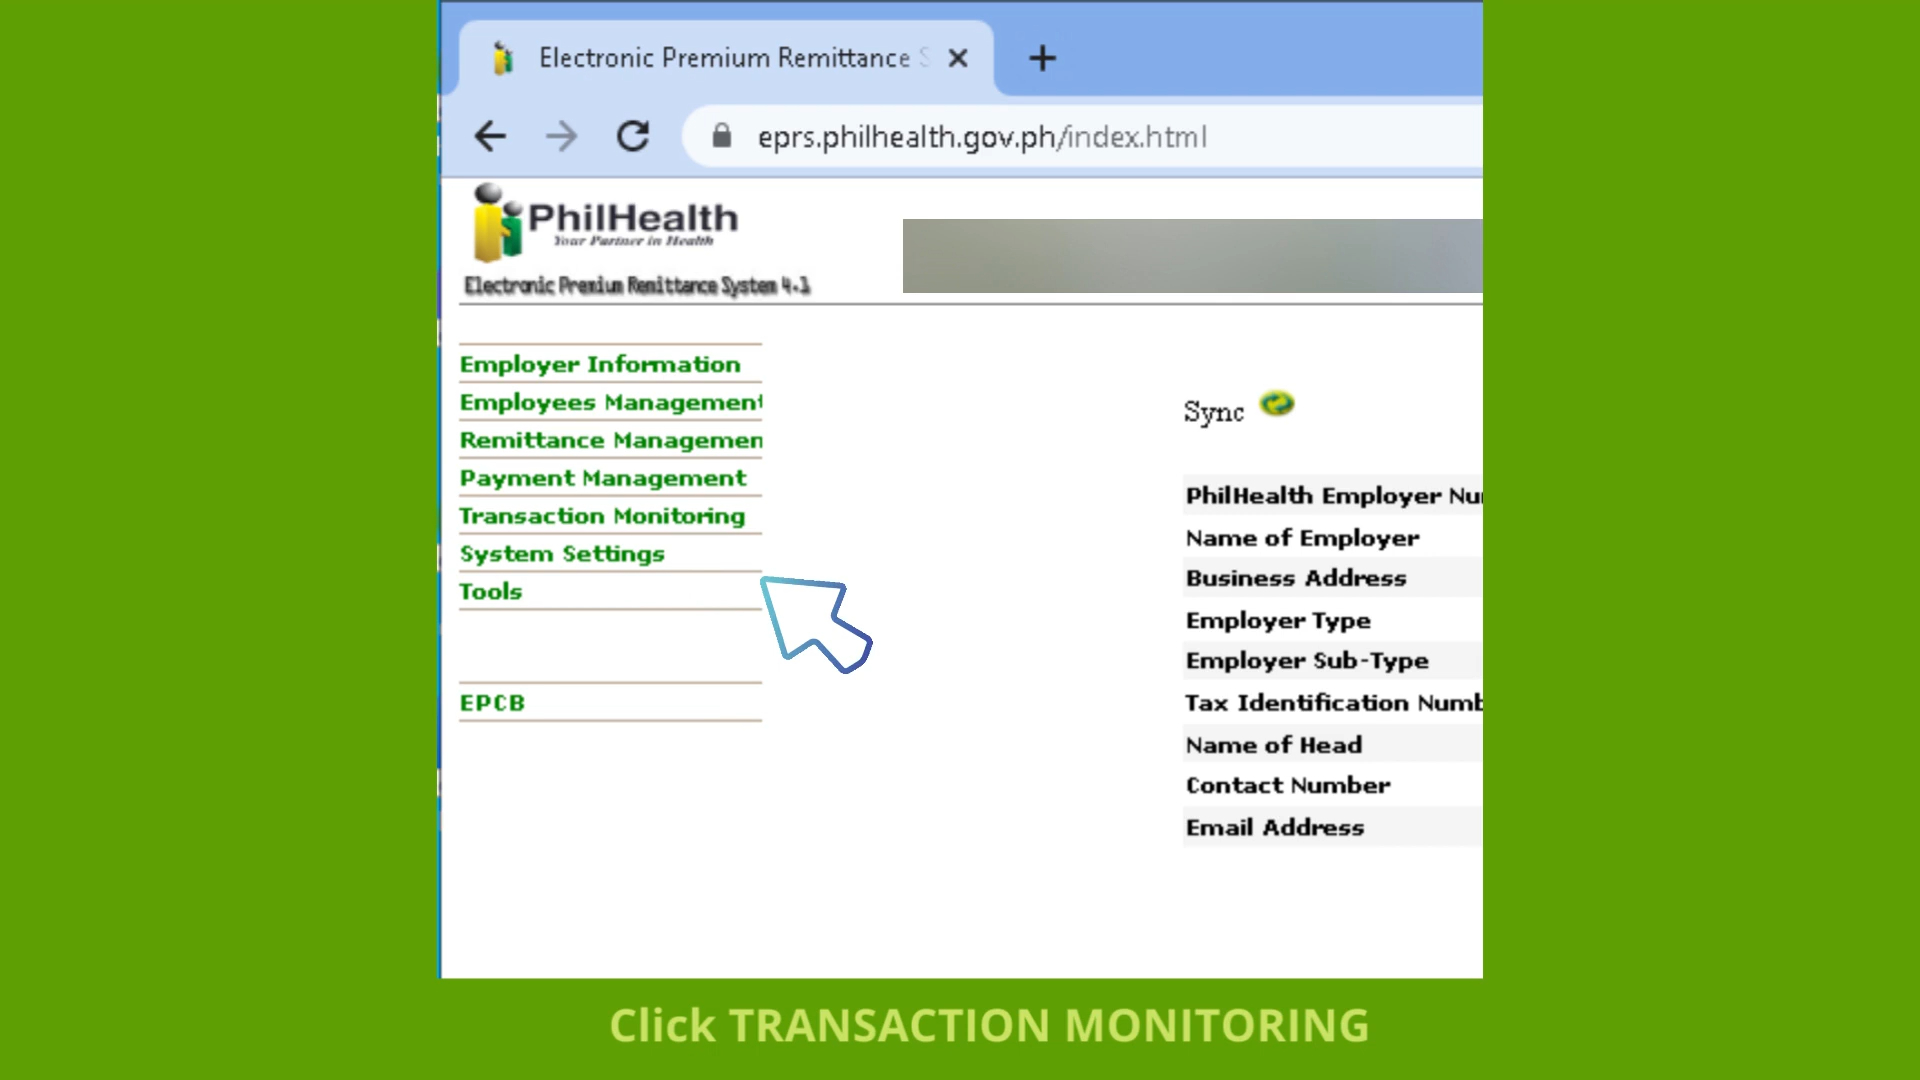 Electronic Premium Remittance S
eprs.philhealth.gov.ph/index.html
PhilHealth
Your Partner in Health
Electronic Premium Remittance System 4.1
Employer Information
Employees Management
Remittance Managemen
Payment Management
Transaction Monitoring
System Settings
Tools
EPCB
Sync
PhilHealth Employer Nu
Name of Employer
Business Address
Employer Type
Employer Sub-Type
Tax Identification Numb
Name of Head
Contact Number
Email Address
Click TRANSACTION MONITORING